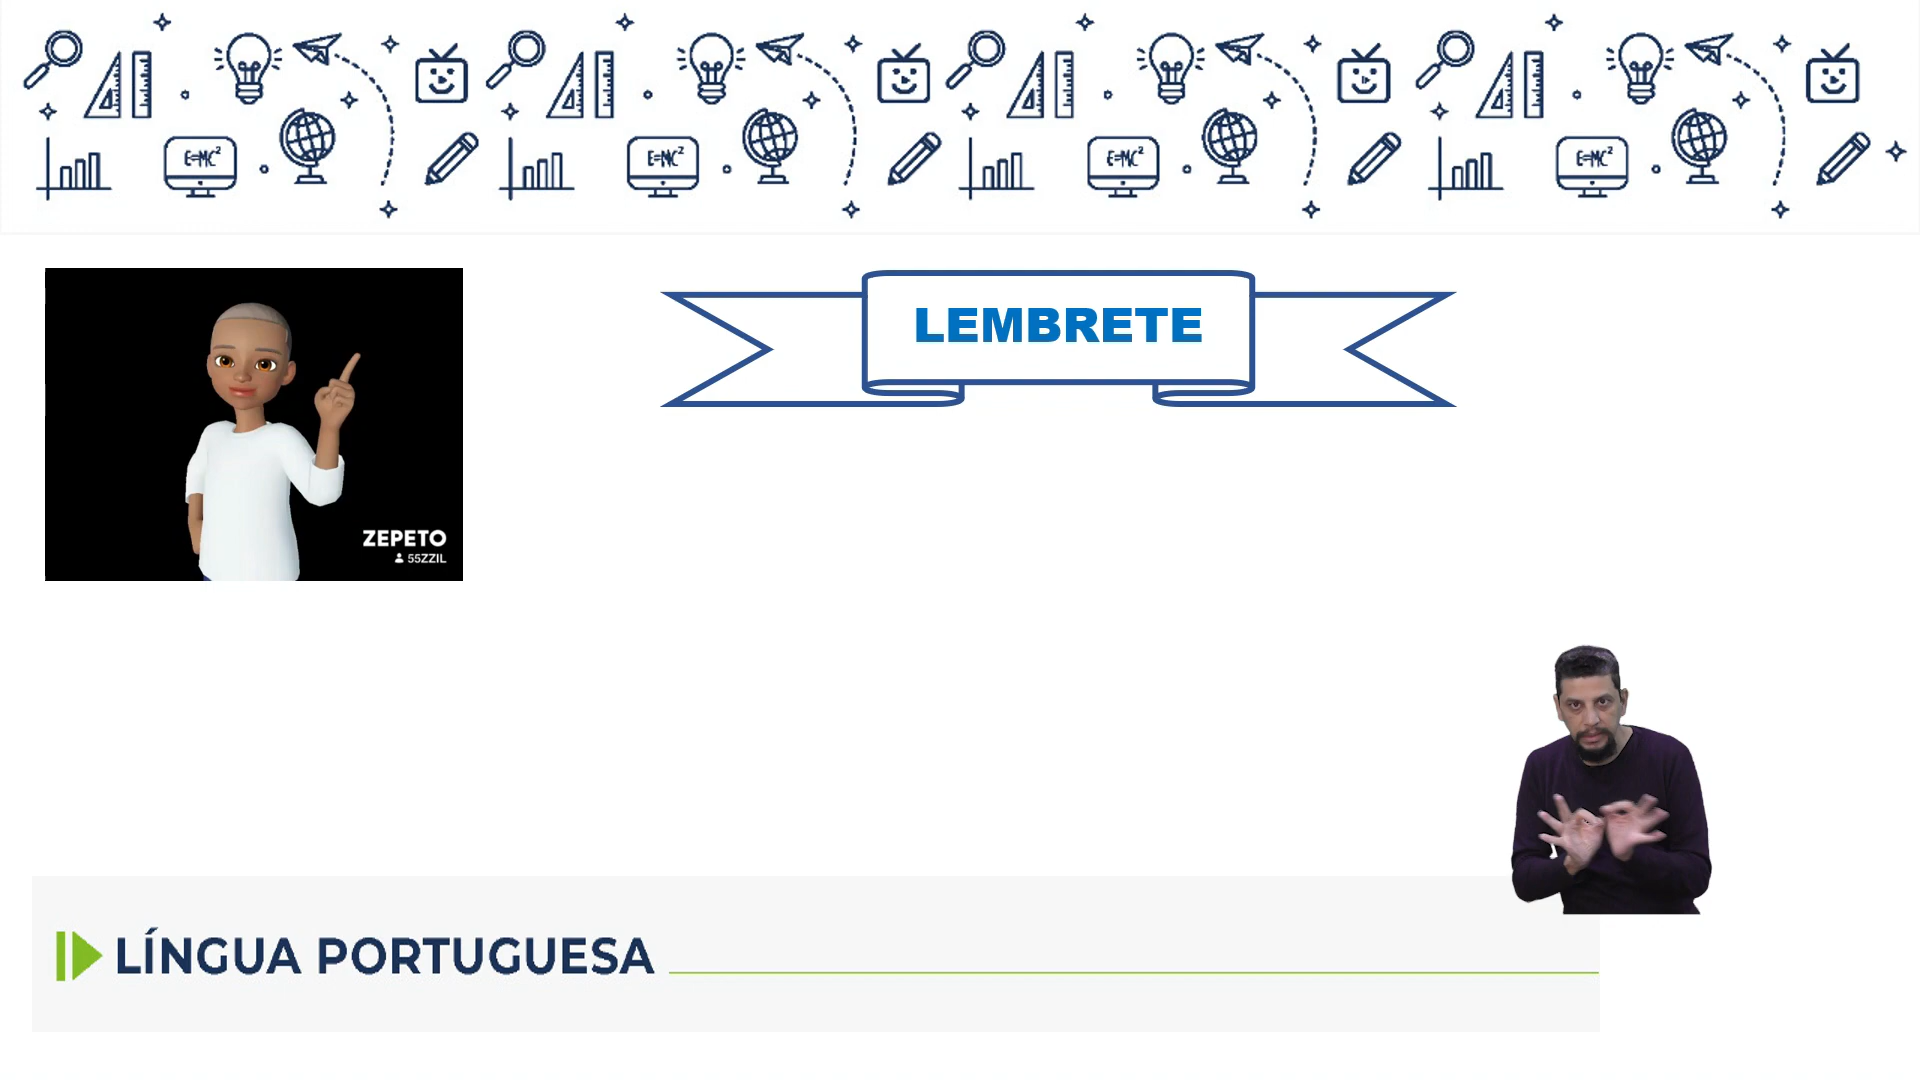 E=MC²
E=MC²
E=MC²
E=MC²
LEMBRETE
ZEPETO
55ZZIL
LÍNGUA PORTUGUESA